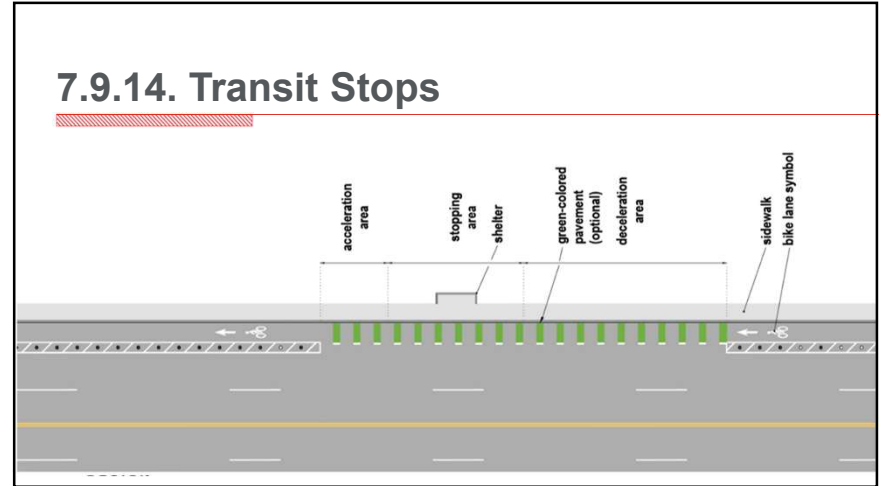 7.9.14. Transit Stops
acceleration
area
stopping
area
shelter
green-colored
pavement
(optional)
deceleration
area
sidewalk
bike lane symbol